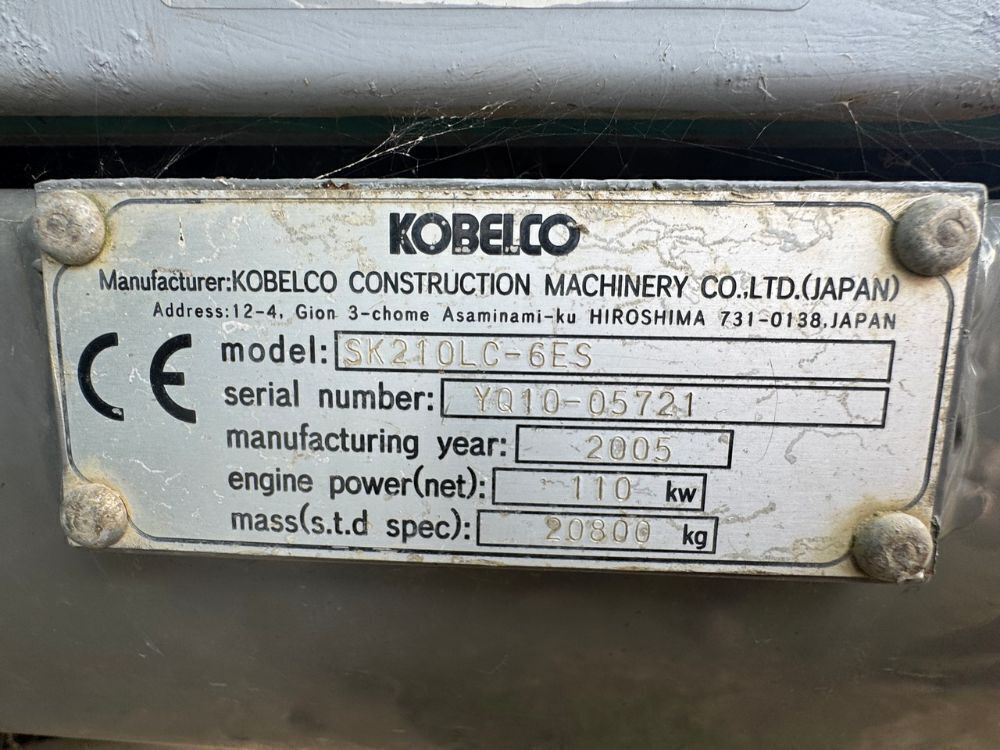 KOBELCO
Manufacturer:KOBELCO CONSTRUCTION MACHINERY CO.,LTD.(JAPAN)
Address:12-4, Gion 3-chome Asaminami-ku HIROSHIMA 731-0138,JAPAN
CE
model: SK210LC-6ES
serial number: YQ10-05721
manufacturing year: 2005
engine power(net): 110 kw
mass(s.t.d spec): 20800 kg